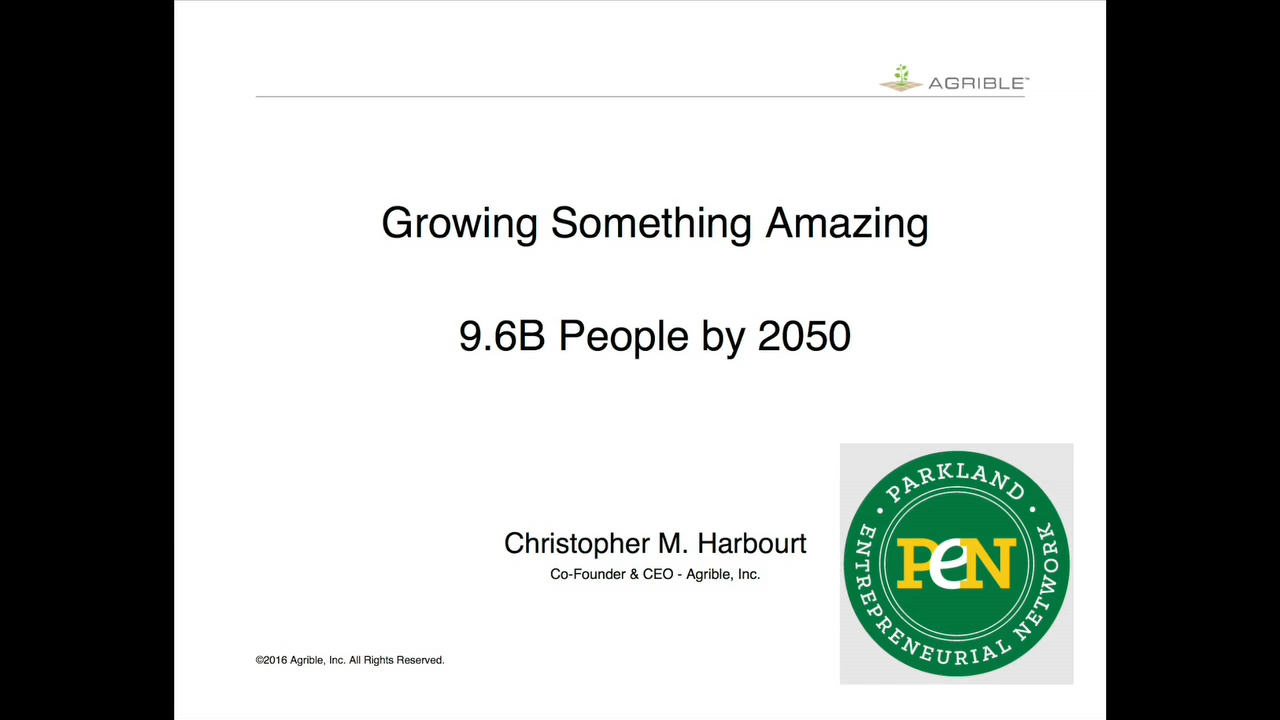 AGRIBLE™
Growing Something Amazing
9.6B People by 2050
Christopher M. Harbourt
Co-Founder & CEO - Agrible, Inc.
• PARKLAND •
ENTREPRENEURIAL NETWORK
PeN
©2016 Agrible, Inc. All Rights Reserved.